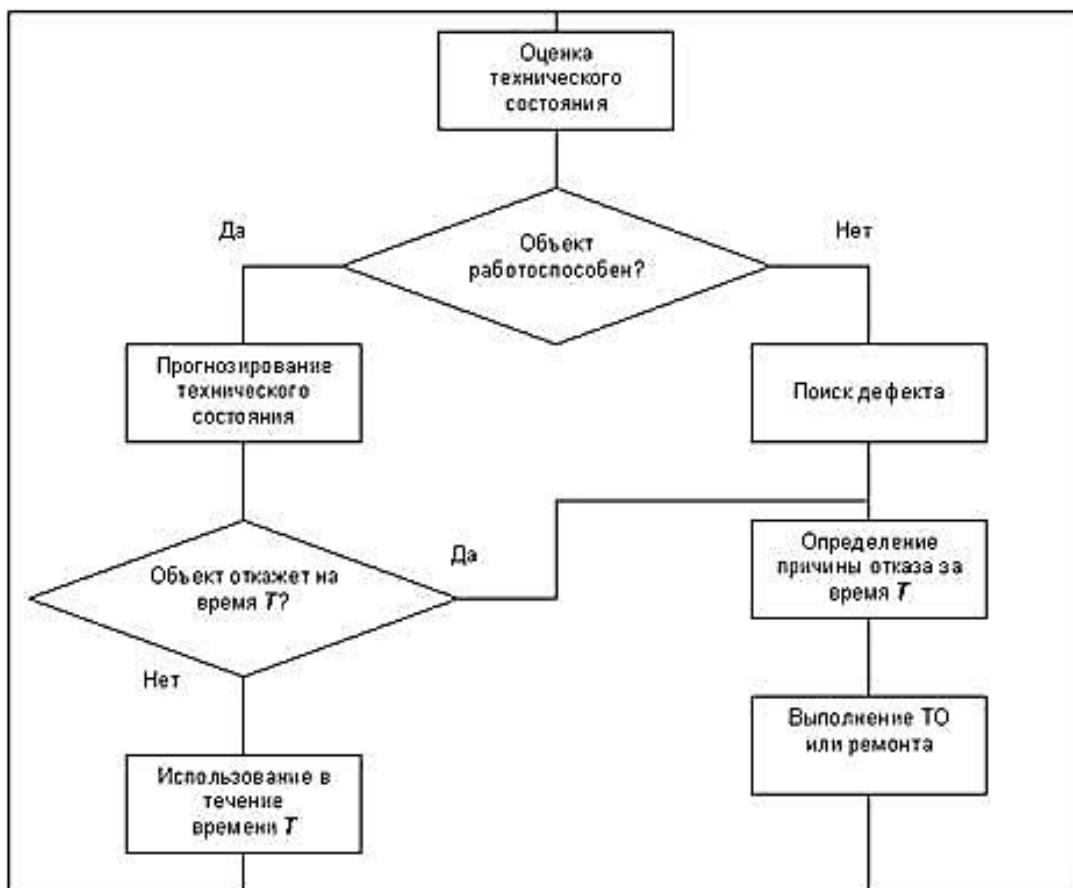 Оценка
технического
состояния
Да
Нет
Объект
работоспособен?
Прогнозирование
технического
состояния
Поиск дефекта
Да
Объект откажет на
время T?
Определение
причины отказа за
время T
Нет
Выполнение ТО
или ремонта
Использование в
течение
времени T